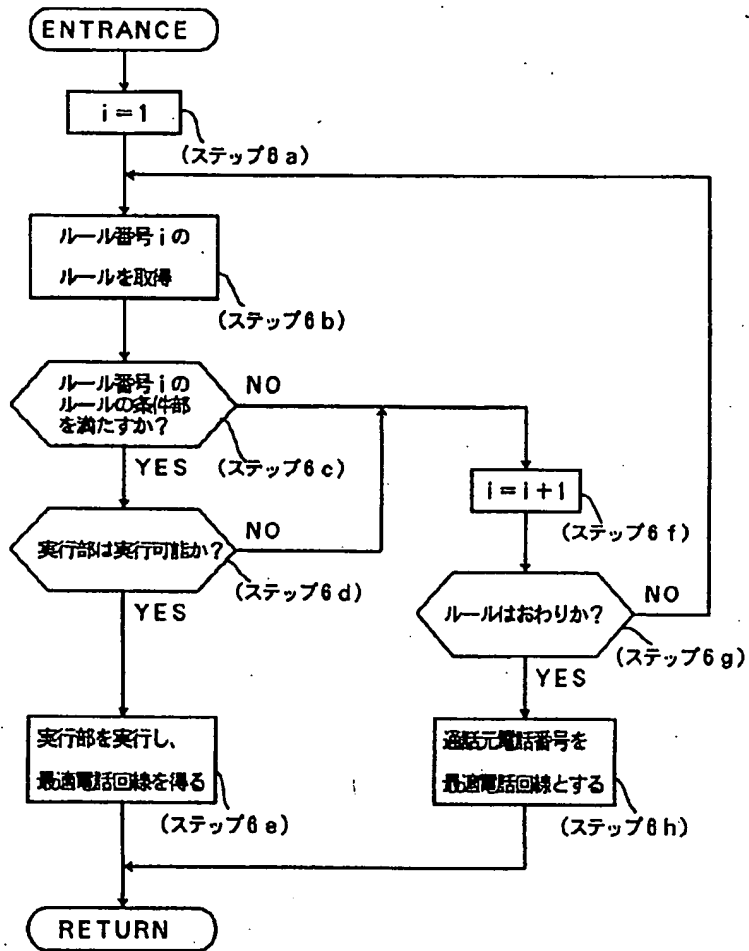 ENTRANCE
i=1
(ステップ6a)
ルール番号iの
ルールを取得
(ステップ6b)
ルール番号iの
ルールの条件部
を満たすか?
NO
YES
(ステップ6c)
実行部は実行可能か?
NO
YES
(ステップ6d)
i=i+1
(ステップ6f)
ルールはおわりか?
NO
YES
(ステップ6g)
実行部を実行し、
最適電話回線を得る
(ステップ6e)
通話元電話番号を
最適電話回線とする
(ステップ6h)
RETURN